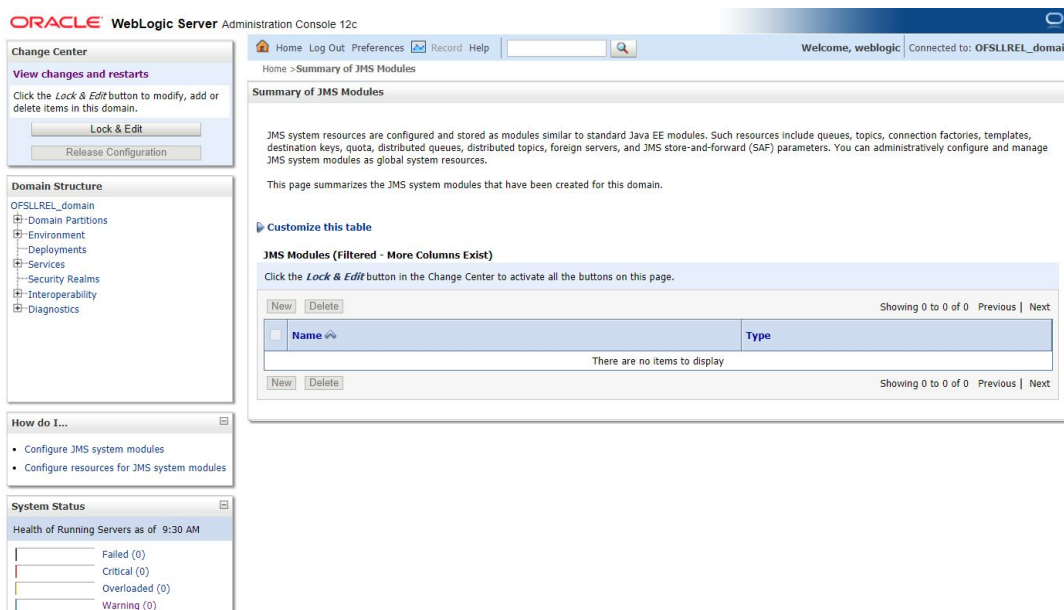 ORACLE WebLogic Server Administration Console 12c
Change Center
View changes and restarts
Click the Lock & Edit button to modify, add or
delete items in this domain.
Lock & Edit
Release Configuration
Domain Structure
OFSLLREL_domain
Domain Partitions
Environment
Deployments
Services
Security Realms
Interoperability
Diagnostics
How do I...
Configure JMS system modules
Configure resources for JMS system modules
System Status
Health of Running Servers as of 9:30 AM
Failed (0)
Critical (0)
Overloaded (0)
Warning (0)
Home Log Out Preferences Record Help
Welcome, weblogic Connected to: OFSLLREL_domai
Home >Summary of JMS Modules
Summary of JMS Modules
JMS system resources are configured and stored as modules similar to standard Java EE modules. Such resources include queues, topics, connection factories, templates,
destination keys, quota, distributed queues, distributed topics, foreign servers, and JMS store-and-forward (SAF) parameters. You can administratively configure and manage
JMS system modules as global system resources.
This page summarizes the JMS system modules that have been created for this domain.
Customize this table
JMS Modules (Filtered - More Columns Exist)
Click the Lock & Edit button in the Change Center to activate all the buttons on this page.
New Delete Showing 0 to 0 of 0 Previous | Next
Name Type
There are no items to display
New Delete Showing 0 to 0 of 0 Previous | Next